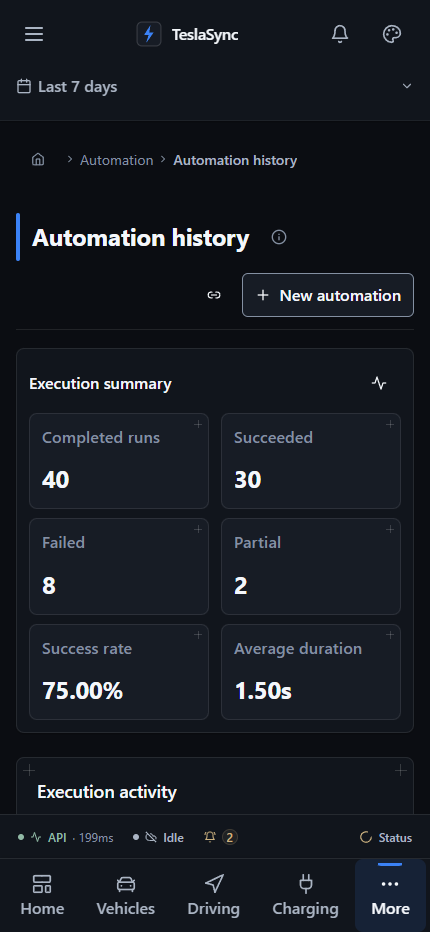 TeslaSync
Last 7 days
Automation Automation history
Automation history
New automation
Execution summary
Completed runs Succeeded
40 30
Failed Partial
8 2
Success rate Average duration
75.00% 1.50s
Execution activity
API · 199ms Idle 2 Status
Home Vehicles Driving Charging More